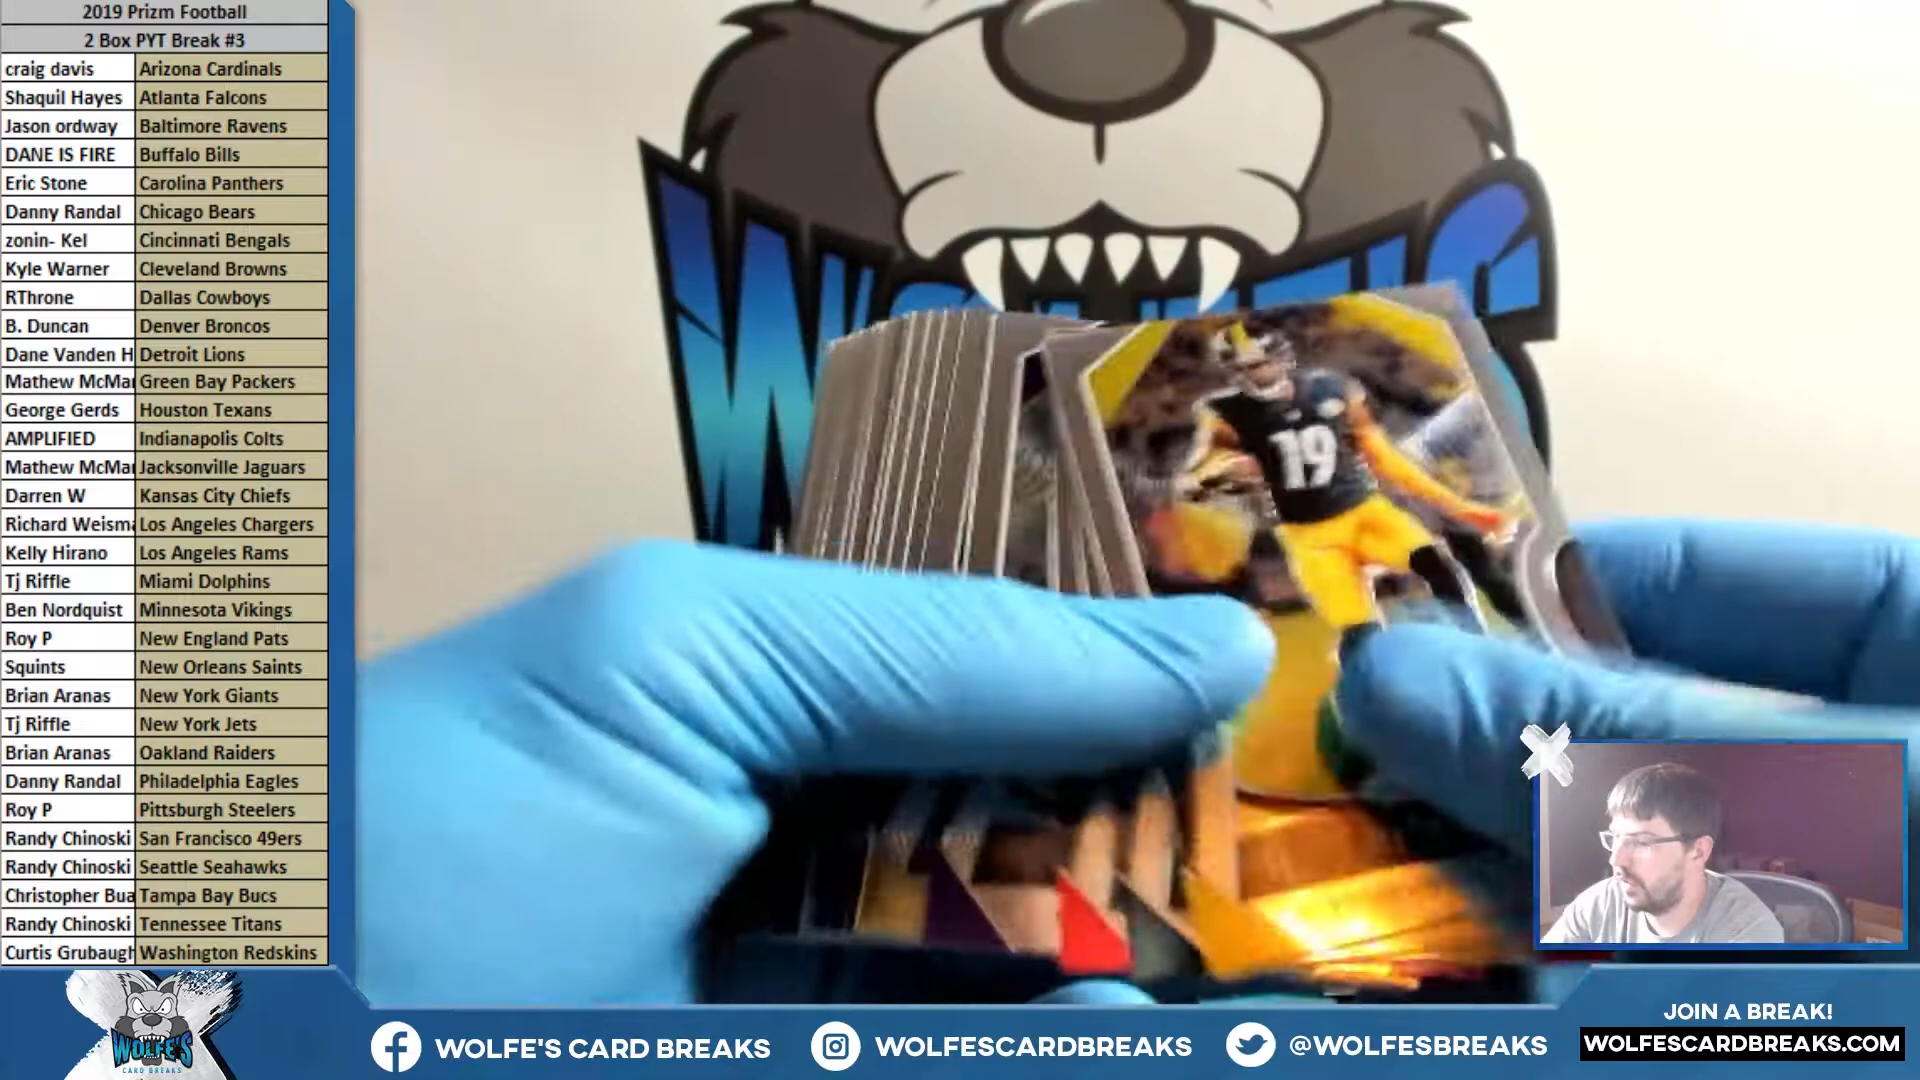 2019 Prizm Football
2 Box PYT Break #3
craig davis Arizona Cardinals
Shaquil Hayes Atlanta Falcons
Jason ordway Baltimore Ravens
DANE IS FIRE Buffalo Bills
Eric Stone Carolina Panthers
Danny Randal Chicago Bears
zonin- Kel Cincinnati Bengals
Kyle Warner Cleveland Browns
RThrone Dallas Cowboys
B. Duncan Denver Broncos
Dane Vanden H Detroit Lions
Mathew McMar Green Bay Packers
George Gerds Houston Texans
AMPLIFIED Indianapolis Colts
Mathew McMar Jacksonville Jaguars
Darren W Kansas City Chiefs
Richard Weisma Los Angeles Chargers
Kelly Hirano Los Angeles Rams
Tj Riffle Miami Dolphins
Ben Nordquist Minnesota Vikings
Roy P New England Pats
Squints New Orleans Saints
Brian Aranas New York Giants
Tj Riffle New York Jets
Brian Aranas Oakland Raiders
Danny Randal Philadelphia Eagles
Roy P Pittsburgh Steelers
Randy Chinoski San Francisco 49ers
Randy Chinoski Seattle Seahawks
Christopher Bua Tampa Bay Bucs
Randy Chinoski Tennessee Titans
Curtis Grubaugh Washington Redskins
19
WOLFE'S
CARD BREAKS
WOLFE'S CARD BREAKS
WOLFESCARDBREAKS
@WOLFESBREAKS
JOIN A BREAK!
WOLFESCARDBREAKS.COM